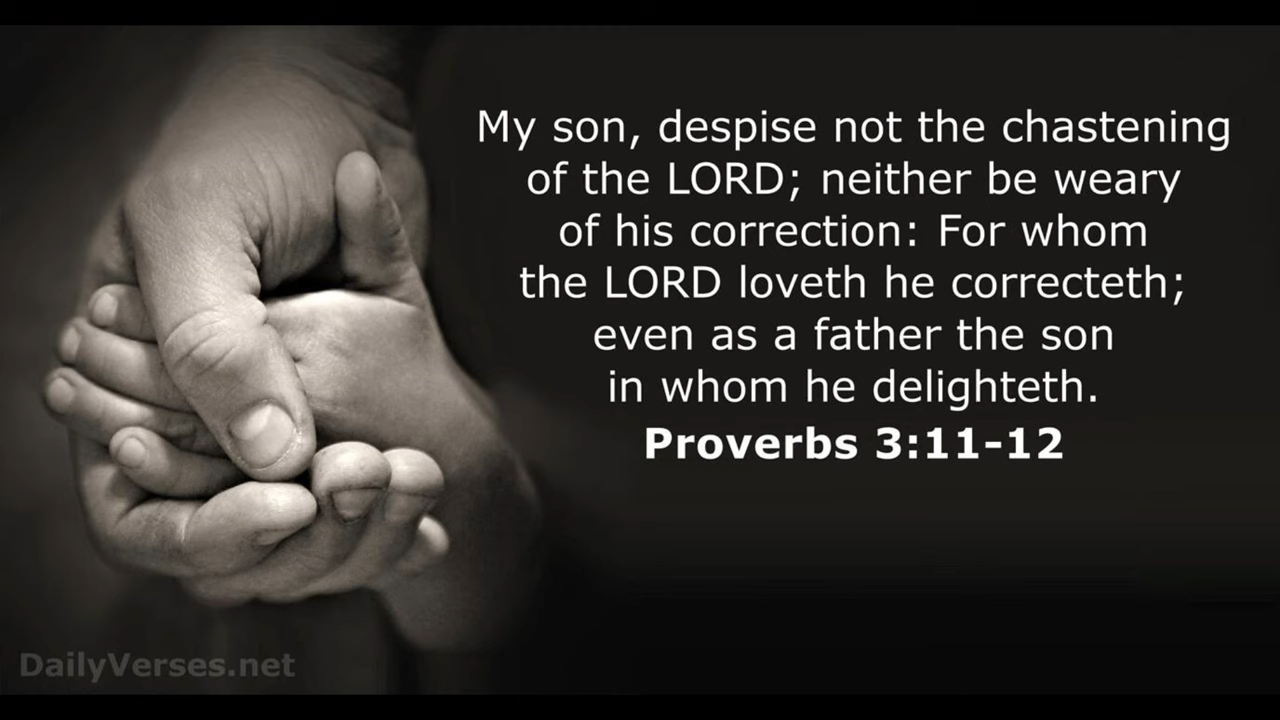 My son, despise not the chastening
of the LORD; neither be weary
of his correction: For whom
the LORD loveth he correcteth;
even as a father the son
in whom he delighteth.
Proverbs 3:11-12
DailyVerses.net